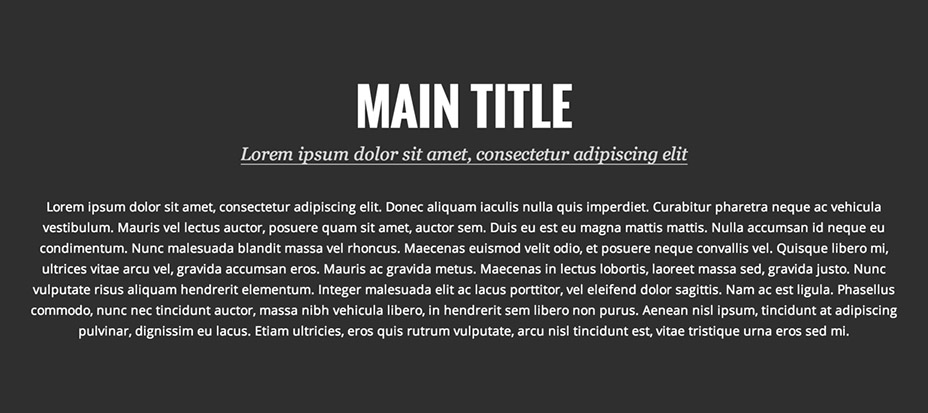 MAIN TITLE
Lorem ipsum dolor sit amet, consectetur adipiscing elit
Lorem ipsum dolor sit amet, consectetur adipiscing elit. Donec aliquam iaculis nulla quis imperdiet. Curabitur pharetra neque ac vehicula
vestibulum. Mauris vel lectus auctor, posuere quam sit amet, auctor sem. Duis eu est eu magna mattis mattis. Nulla accumsan id neque eu
condimentum. Nunc malesuada blandit massa vel rhoncus. Maecenas euismod velit odio, et posuere neque convallis vel. Quisque libero mi,
ultrices vitae arcu vel, gravida accumsan eros. Mauris ac gravida metus. Maecenas in lectus lobortis, laoreet massa sed, gravida justo. Nunc
vulputate risus aliquam hendrerit elementum. Integer malesuada elit ac lacus porttitor, vel eleifend dolor sagittis. Nam ac est ligula. Phasellus
commodo, nunc nec tincidunt auctor, massa nibh vehicula libero, in hendrerit sem libero non purus. Aenean nisl ipsum, tincidunt at adipiscing
pulvinar, dignissim eu lacus. Etiam ultricies, eros quis rutrum vulputate, arcu nisl tincidunt est, vitae tristique urna eros sed mi.